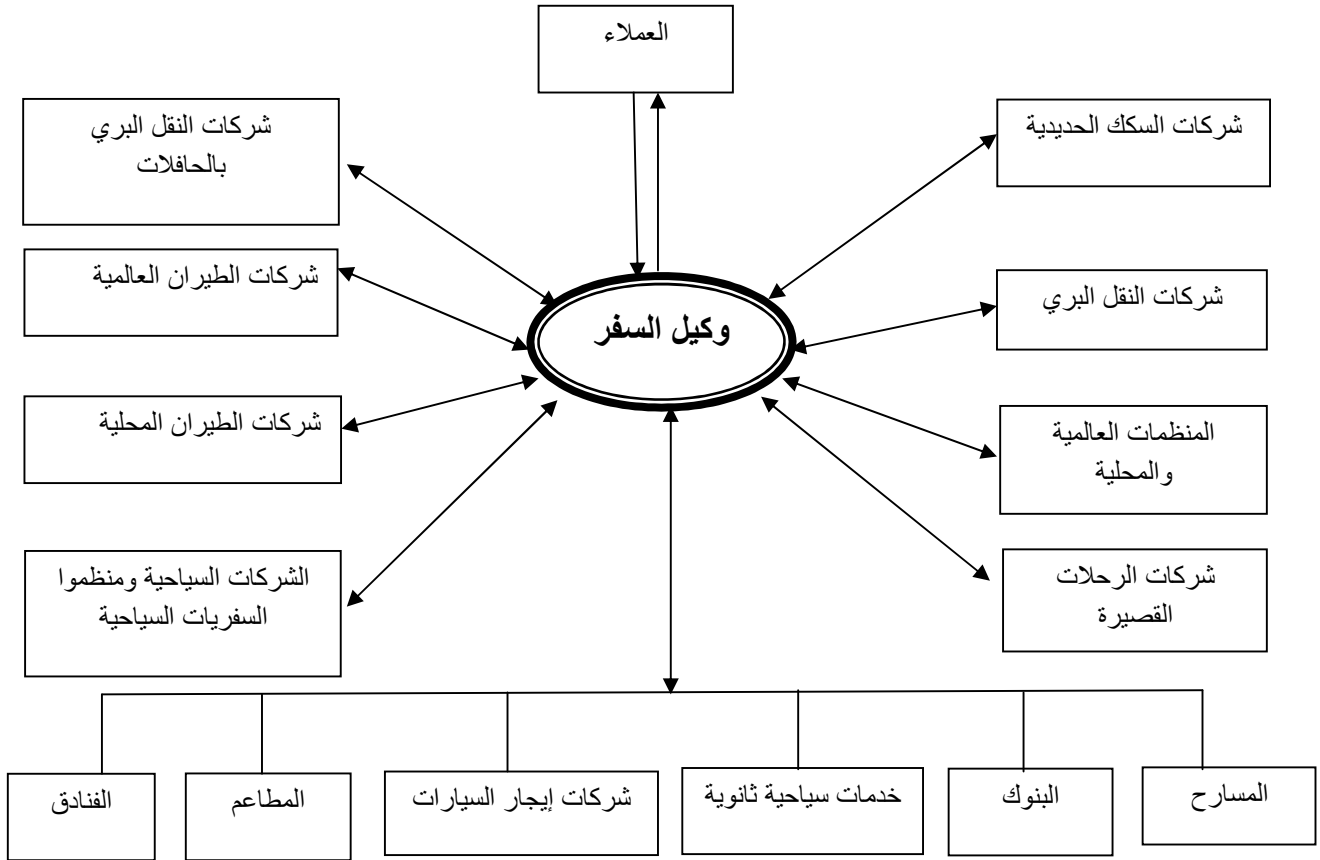 العملاء
شركات السكك الحديدية
شركات النقل البري
بالحافلات
شركات الطيران العالمية
شركات النقل البري
وكيل السفر
شركات الطيران المحلية
المنظمات العالمية
والمحلية
شركات الرحلات
القصيرة
الشركات السياحية ومنظموا
السفريات السياحية
المسارح
البنوك
خدمات سياحية ثانوية
شركات إيجار السيارات
المطاعم
الفنادق